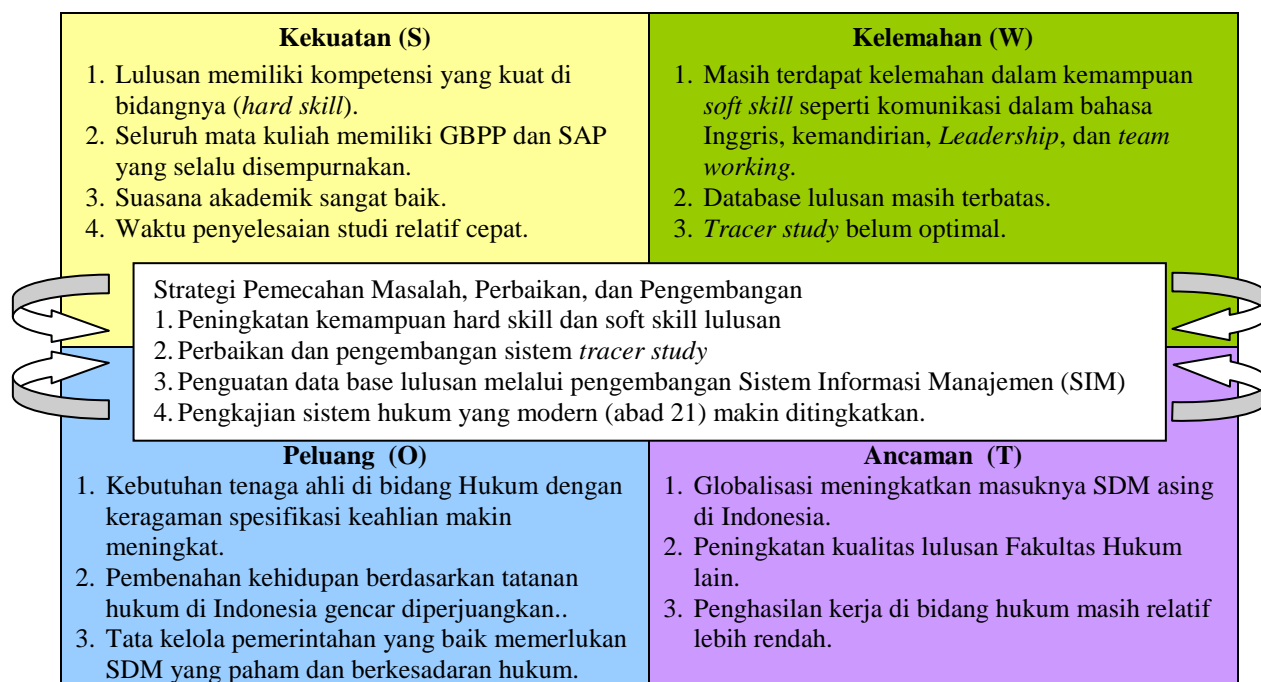 Kekuatan (S)
1. Lulusan memiliki kompetensi yang kuat di
bidangnya (hard skill).
2. Seluruh mata kuliah memiliki GBPP dan SAP
yang selalu disempurnakan.
3. Suasana akademik sangat baik.
4. Waktu penyelesaian studi relatif cepat.
Kelemahan (W)
1. Masih terdapat kelemahan dalam kemampuan
soft skill seperti komunikasi dalam bahasa
Inggris, kemandirian, Leadership, dan team
working.
2. Database lulusan masih terbatas.
3. Tracer study belum optimal.
Strategi Pemecahan Masalah, Perbaikan, dan Pengembangan
1. Peningkatan kemampuan hard skill dan soft skill lulusan
2. Perbaikan dan pengembangan sistem tracer study
3. Penguatan data base lulusan melalui pengembangan Sistem Informasi Manajemen (SIM)
4. Pengkajian sistem hukum yang modern (abad 21) makin ditingkatkan.
Peluang (O)
1. Kebutuhan tenaga ahli di bidang Hukum dengan
keragaman spesifikasi keahlian makin
meningkat.
2. Pembenahan kehidupan berdasarkan tatanan
hukum di Indonesia gencar diperjuangkan..
3. Tata kelola pemerintahan yang baik memerlukan
SDM yang paham dan berkesadaran hukum.
Ancaman (T)
1. Globalisasi meningkatkan masuknya SDM asing
di Indonesia.
2. Peningkatan kualitas lulusan Fakultas Hukum
lain.
3. Penghasilan kerja di bidang hukum masih relatif
lebih rendah.